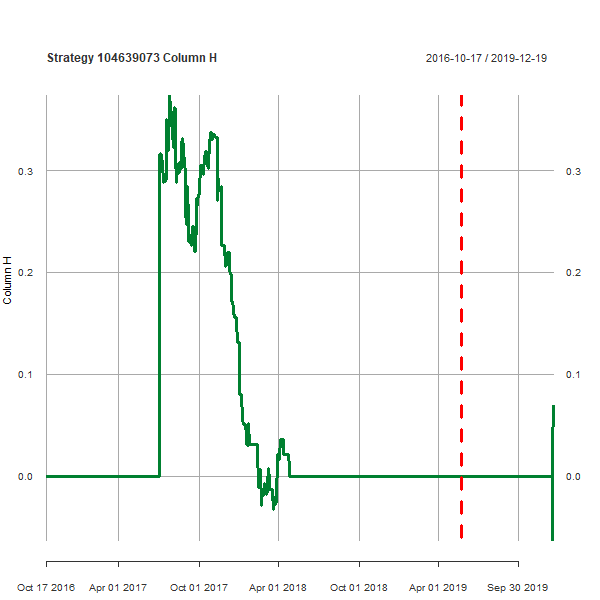 Strategy 104639073 Column H
2016-10-17 / 2019-12-19
0.3
0.3
0.2
0.2
Column H
0.1
0.1
0.0
0.0
Oct 17 2016
Apr 01 2017
Oct 01 2017
Apr 01 2018
Oct 01 2018
Apr 01 2019
Sep 30 2019